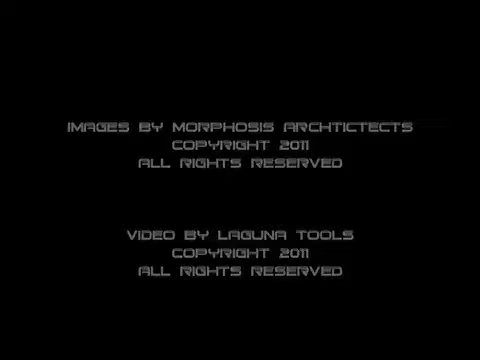 IMAGES BY MORPHOSIS ARCHTICTECTS
COPYRIGHT 2011
ALL RIGHTS RESERVED
VIDEO BY LAGUNA TOOLS
COPYRIGHT 2011
ALL RIGHTS RESERVED